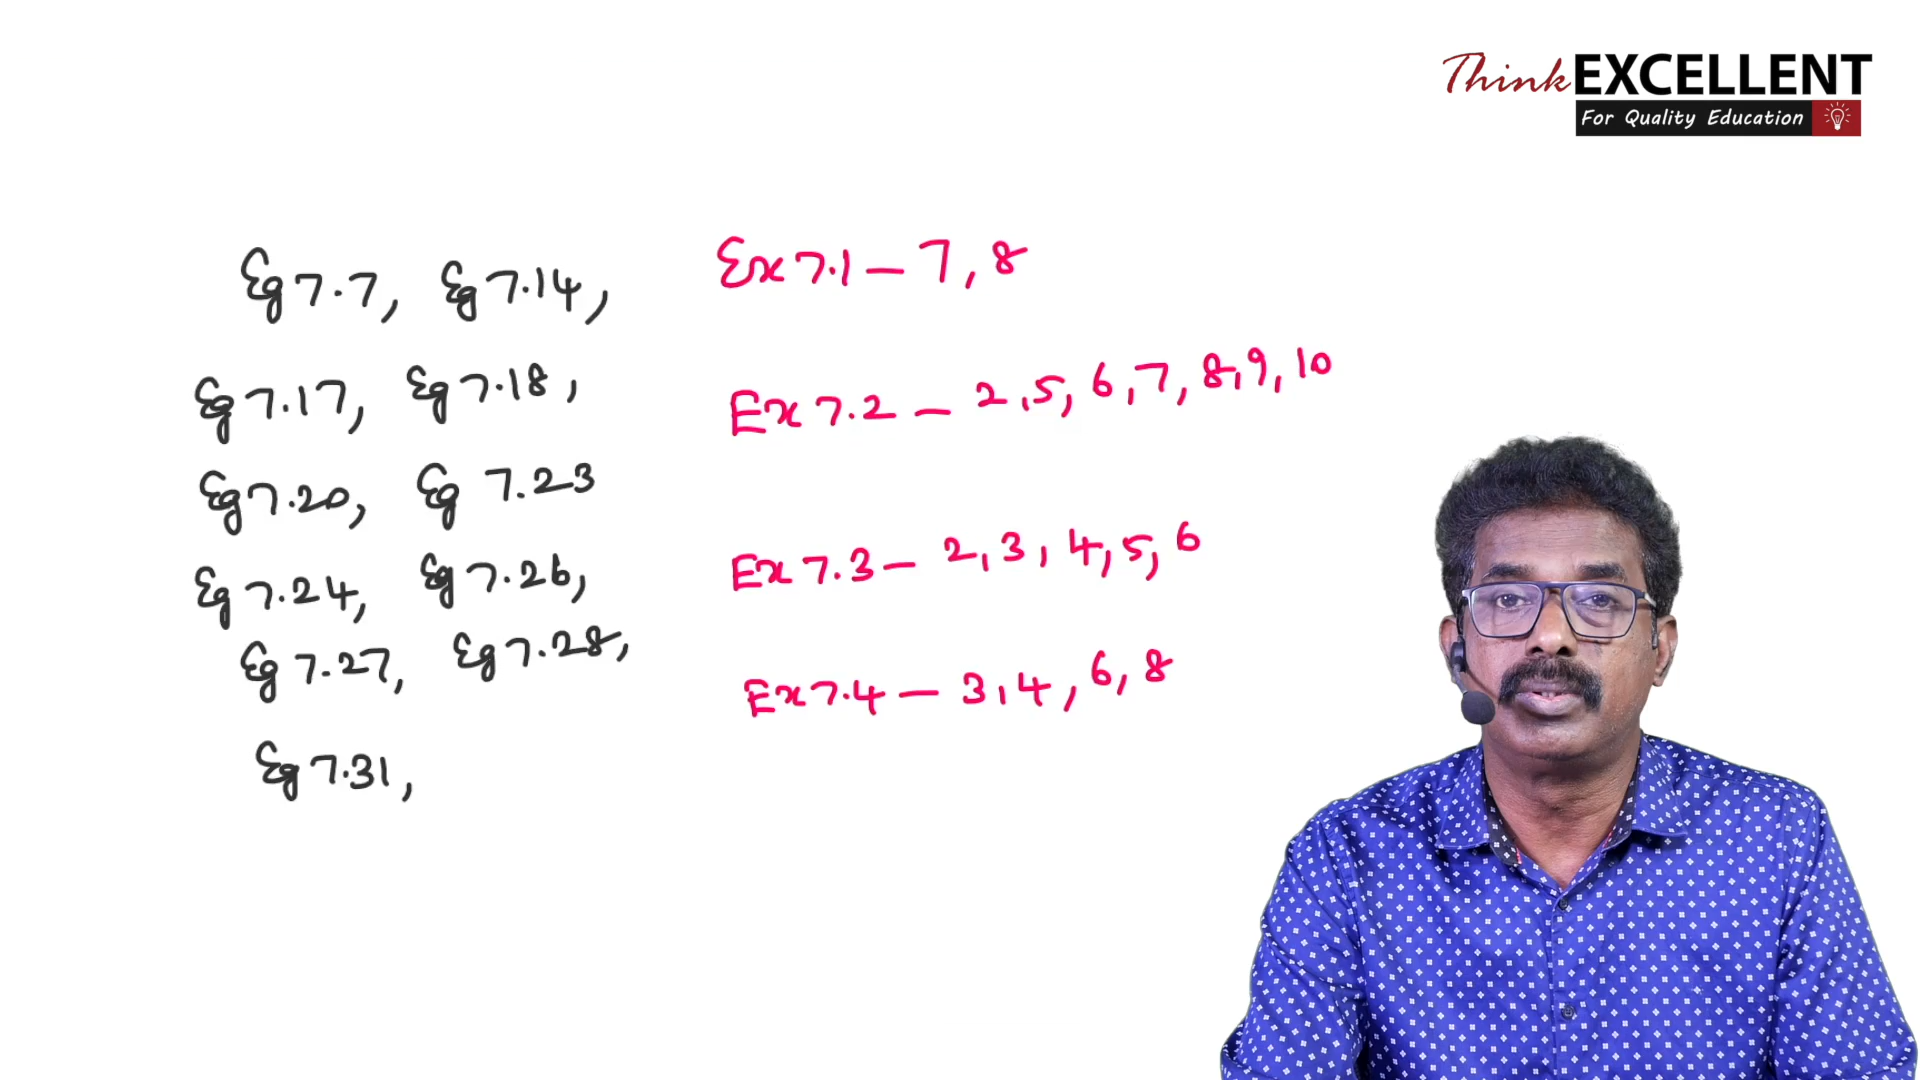 Think EXCELLENT
For Quality Education
Eg 7.7, Eg 7.14,
Eg 7.17, Eg 7.18,
Eg 7.20, Eg 7.23
Eg 7.24, Eg 7.26,
Eg 7.27, Eg 7.28,
Eg 7.31,
Ex 7.1 – 7, 8
Ex 7.2 – 2, 5, 6, 7, 8, 9, 10
Ex 7.3 – 2, 3, 4, 5, 6
Ex 7.4 – 3, 4, 6, 8